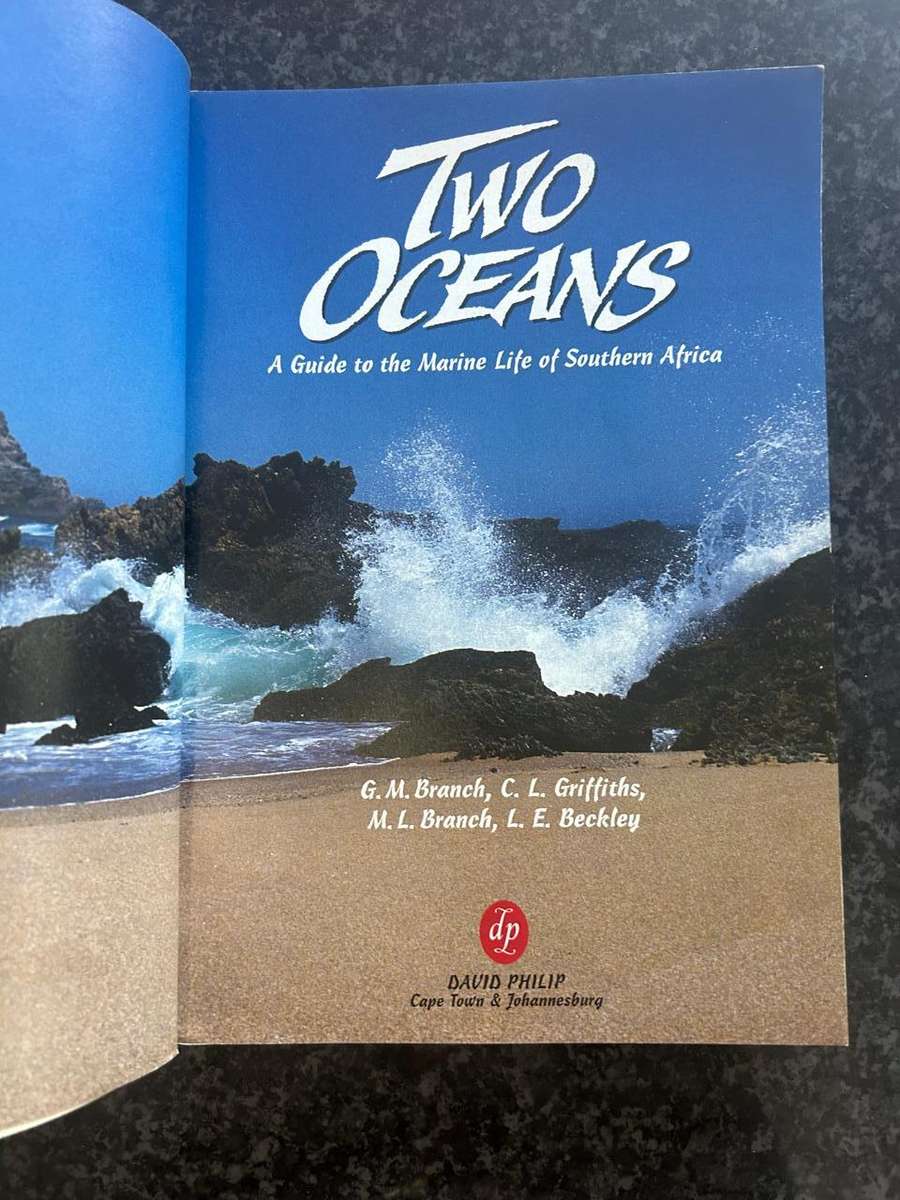 TWO
OCEANS
A Guide to the Marine Life of Southern Africa
G. M. Branch, C. L. Griffiths,
M. L. Branch, L. E. Beckley
dp
DAVID PHILIP
Cape Town & Johannesburg